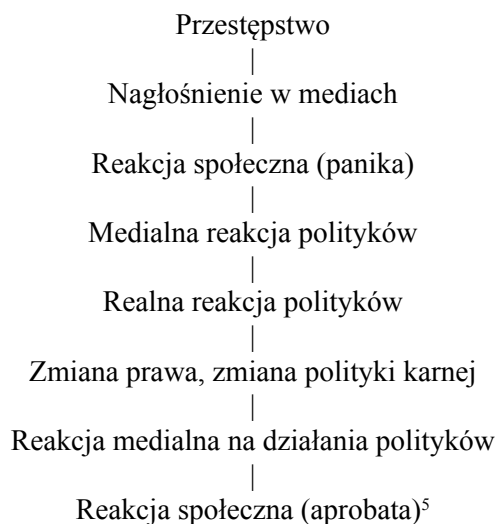 Przestępstwo
|
Nagłośnienie w mediach
|
Reakcja społeczna (panika)
|
Medialna reakcja polityków
|
Realna reakcja polityków
|
Zmiana prawa, zmiana polityki karnej
|
Reakcja medialna na działania polityków
|
Reakcja społeczna (aprobata)⁵